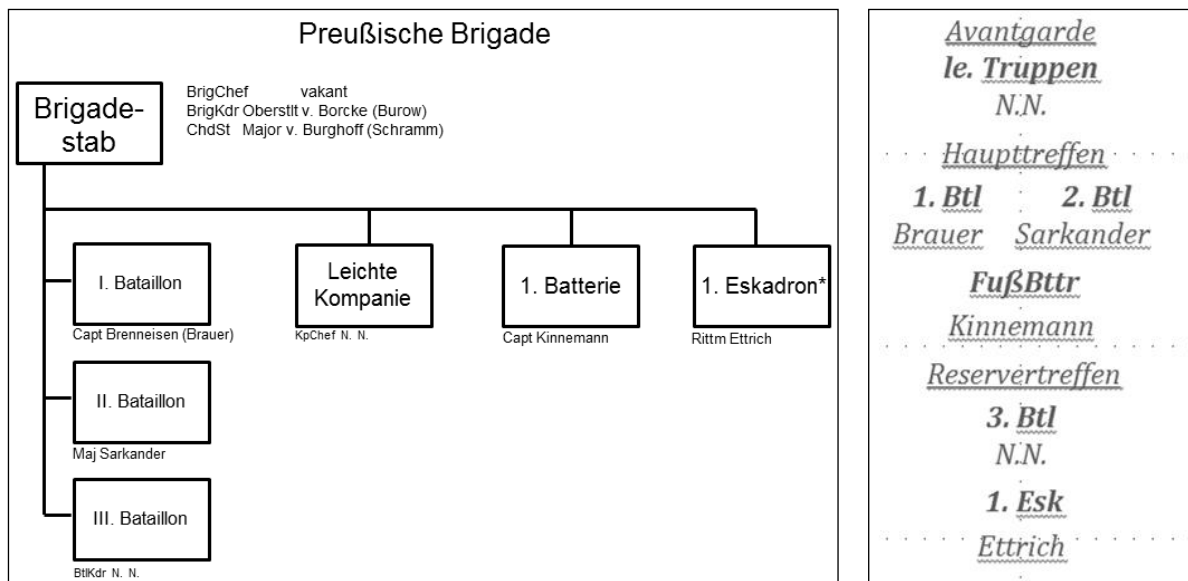 Preußische Brigade
Brigade-
stab
BrigChef vakant
BrigKdr Oberstlt v. Borcke (Burow)
ChdSt Major v. Burghoff (Schramm)
I. Bataillon
Capt Brenneisen (Brauer)
Leichte
Kompanie
KpChef N. N.
1. Batterie
Capt Kinnemann
1. Eskadron*
Rittm Ettrich
II. Bataillon
Maj Sarkander
III. Bataillon
BtlKdr N. N.
Avantgarde
le. Truppen
N.N.
Haupttreffen
1. Btl 2. Btl
Brauer Sarkander
FußBttr
Kinnemann
Reservertreffen
3. Btl
N.N.
1. Esk
Ettrich